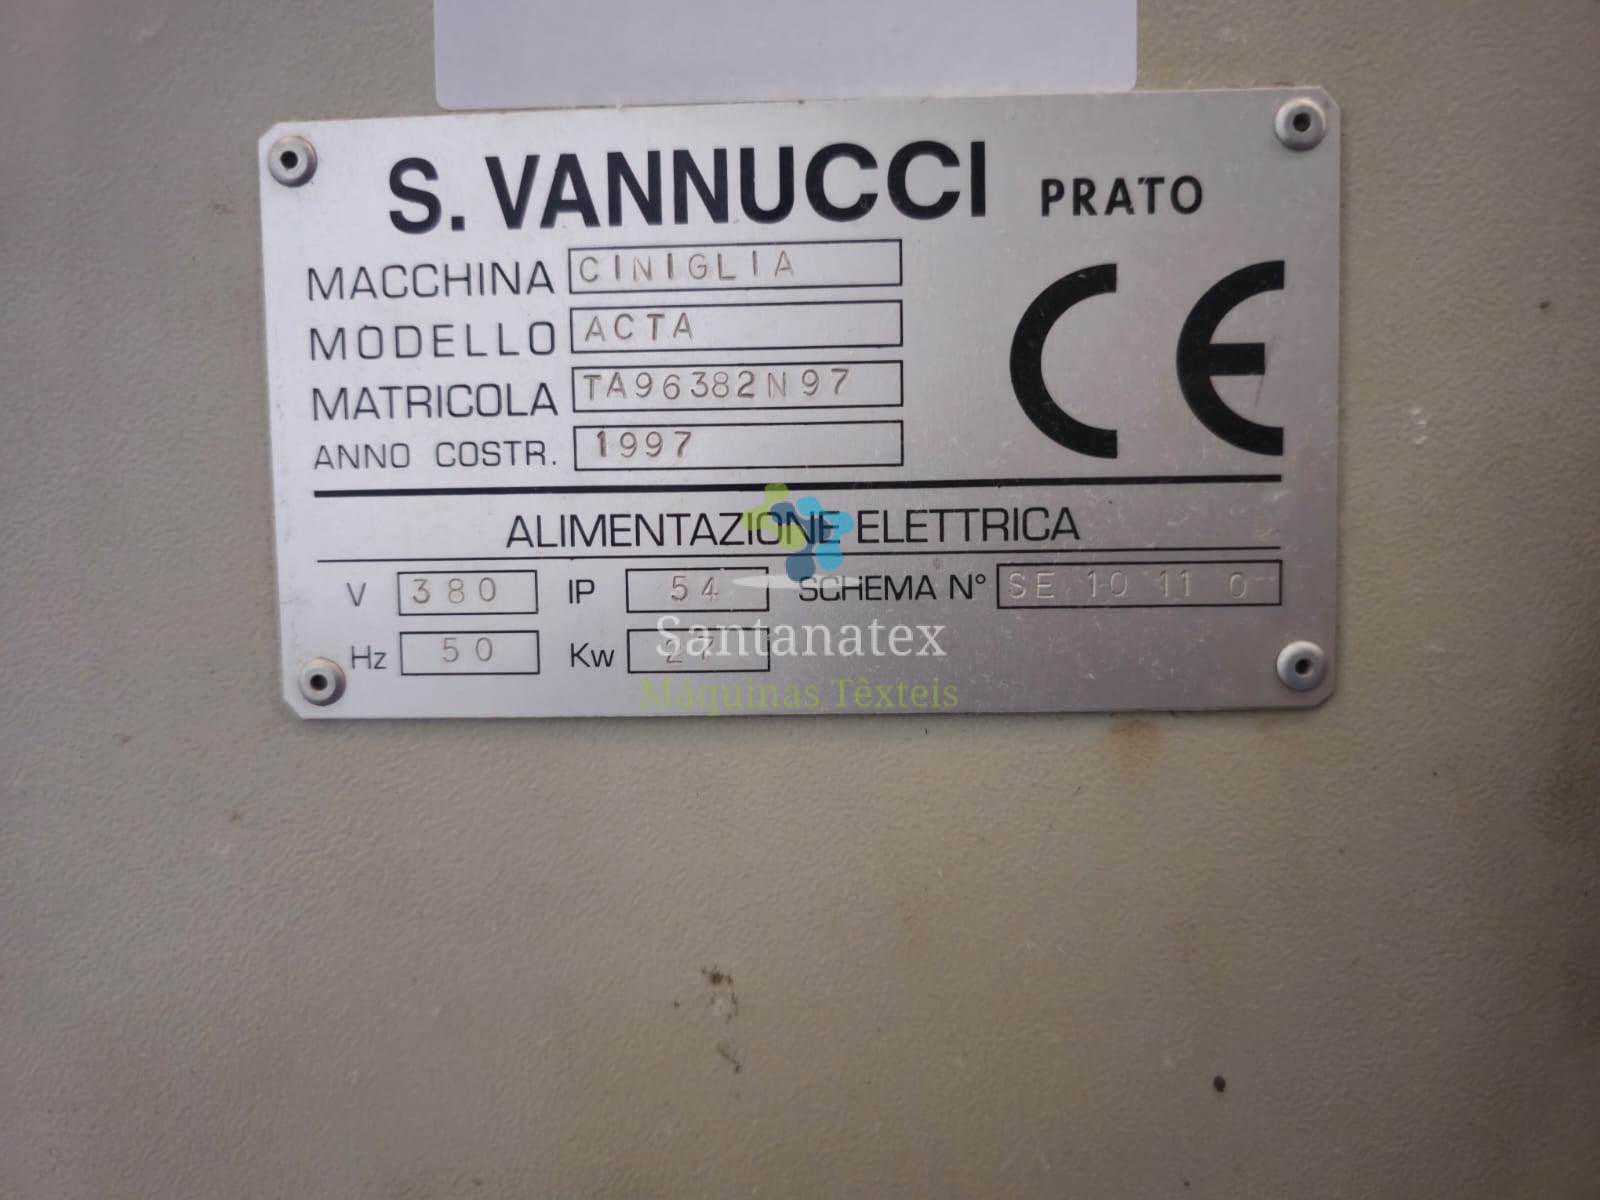 S. VANNUCCI PRATO
MACCHINA CINIGLIA
MODELLO ACTA
MATRICOLA TA96382N97
ANNO COSTR. 1997
CE
ALIMENTAZIONE ELETTRICA
V 380 IP 54 SCHEMA N° SE 10 11 0
Hz 50 Kw 27
Santanatex
Máquinas Têxteis